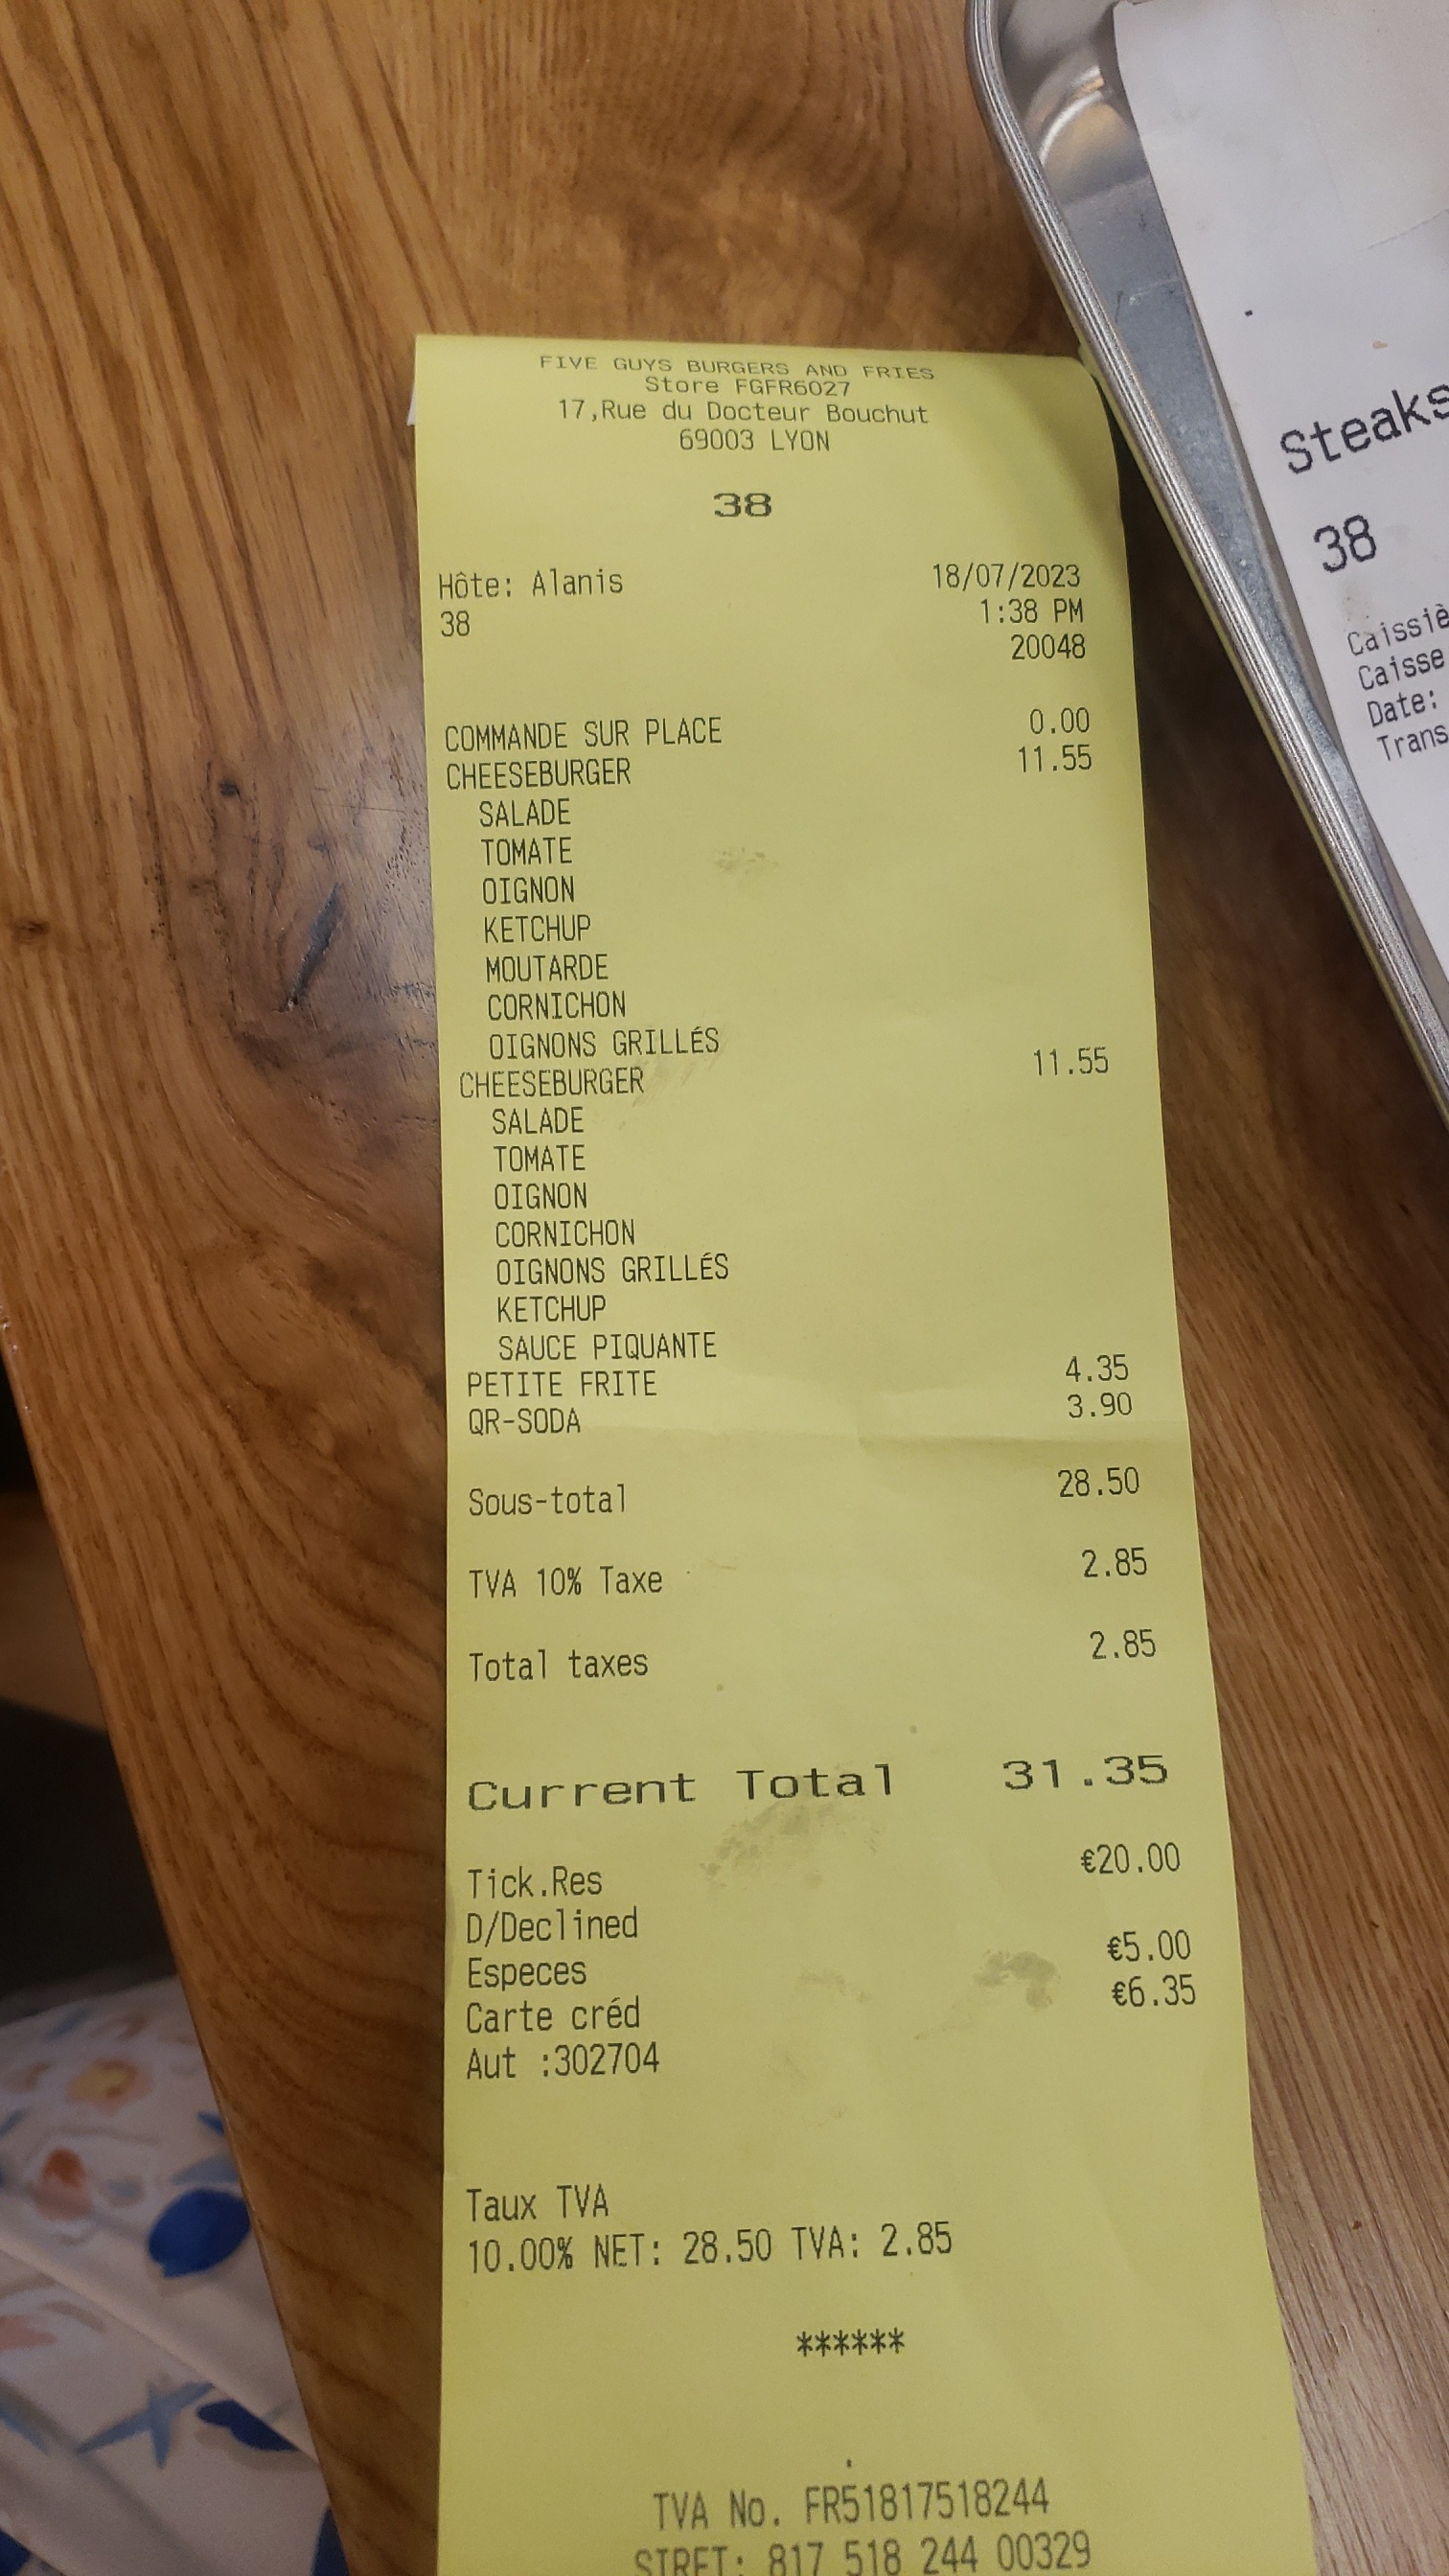 FIVE GUYS BURGERS AND FRIES
Store FGFR6027
17,Rue du Docteur Bouchut
69003 LYON
38
Hôte: Alanis 18/07/2023
38 1:38 PM
20048
COMMANDE SUR PLACE 0.00
CHEESEBURGER 11.55
SALADE
TOMATE
OIGNON
KETCHUP
MOUTARDE
CORNICHON
OIGNONS GRILLÉS
CHEESEBURGER 11.55
SALADE
TOMATE
OIGNON
CORNICHON
OIGNONS GRILLÉS
KETCHUP
SAUCE PIQUANTE
PETITE FRITE 4.35
QR-SODA 3.90
Sous-total 28.50
TVA 10% Taxe 2.85
Total taxes 2.85
Current Total 31.35
Tick.Res €20.00
D/Declined
Especes €5.00
Carte créd €6.35
Aut :302704
Taux TVA
10.00% NET: 28.50 TVA: 2.85
******
TVA No. FR51817518244
SIRET: 817 518 244 00329
Steaks
38
Caissiè
Caisse
Date:
Trans